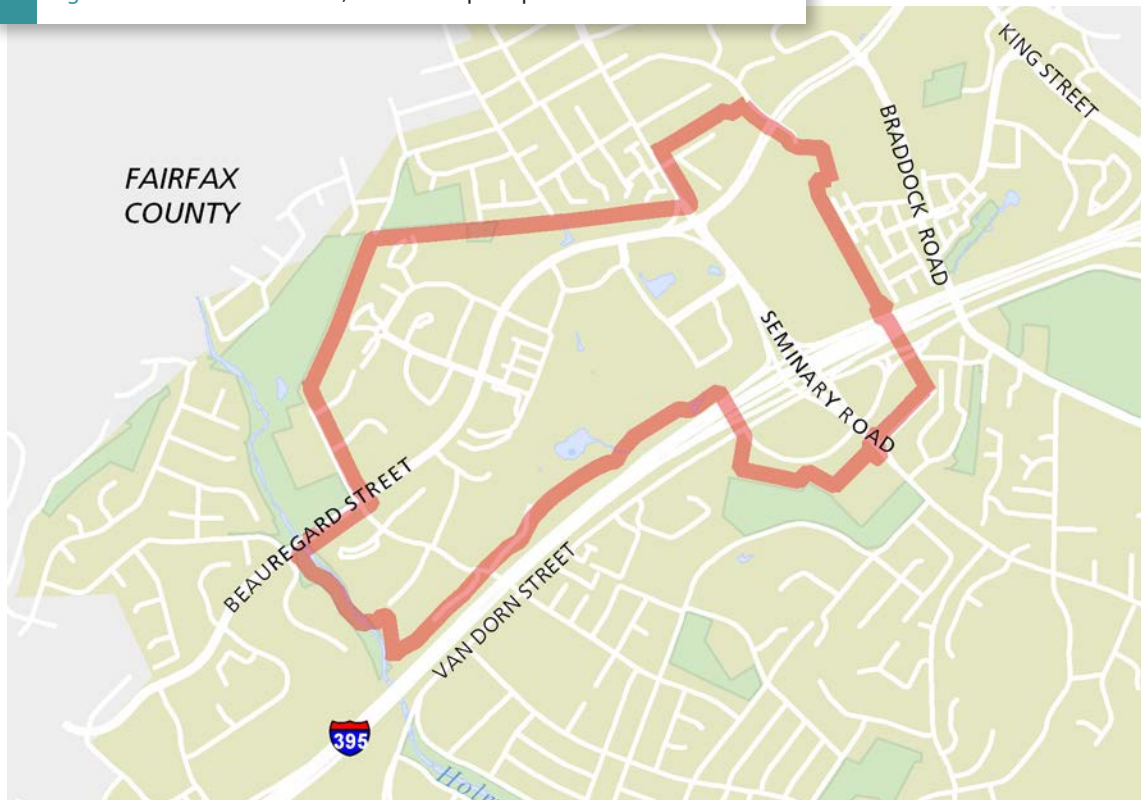 KING STREET
BRADDOCK ROAD
FAIRFAX
COUNTY
SEMINARY ROAD
BEAUREGARD STREET
VAN DORN STREET
395